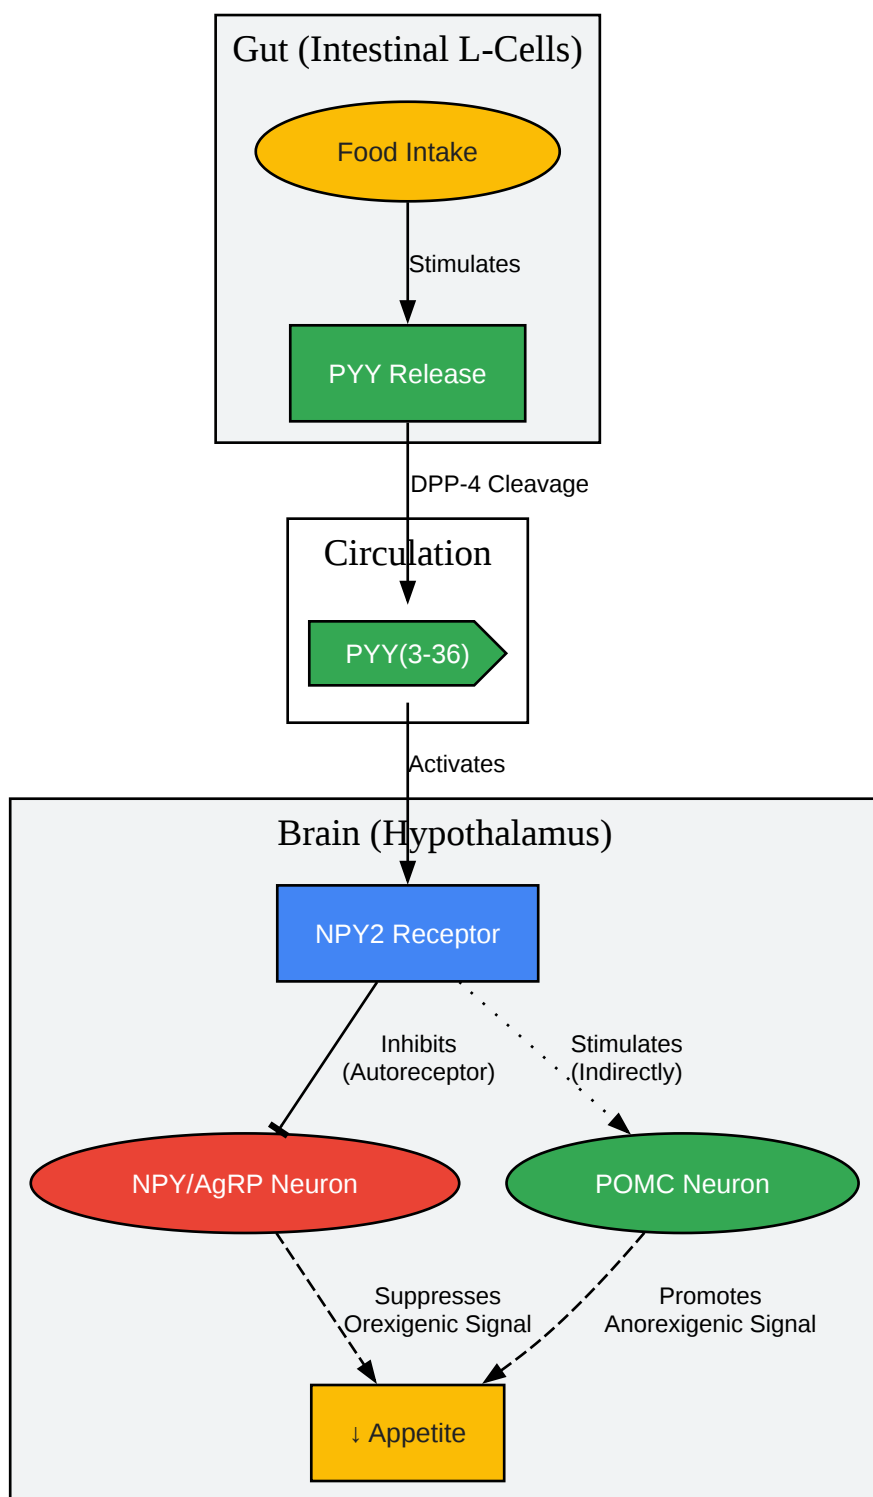 Gut (Intestinal L-Cells)
Food Intake
Stimulates
PYY Release
DPP-4 Cleavage
Circulation
PYY(3-36)
Activates
Brain (Hypothalamus)
NPY2 Receptor
Inhibits
(Autoreceptor)
Stimulates
(Indirectly)
NPY/AgRP Neuron
POMC Neuron
Suppresses
Orexigenic Signal
Promotes
Anorexigenic Signal
↓ Appetite